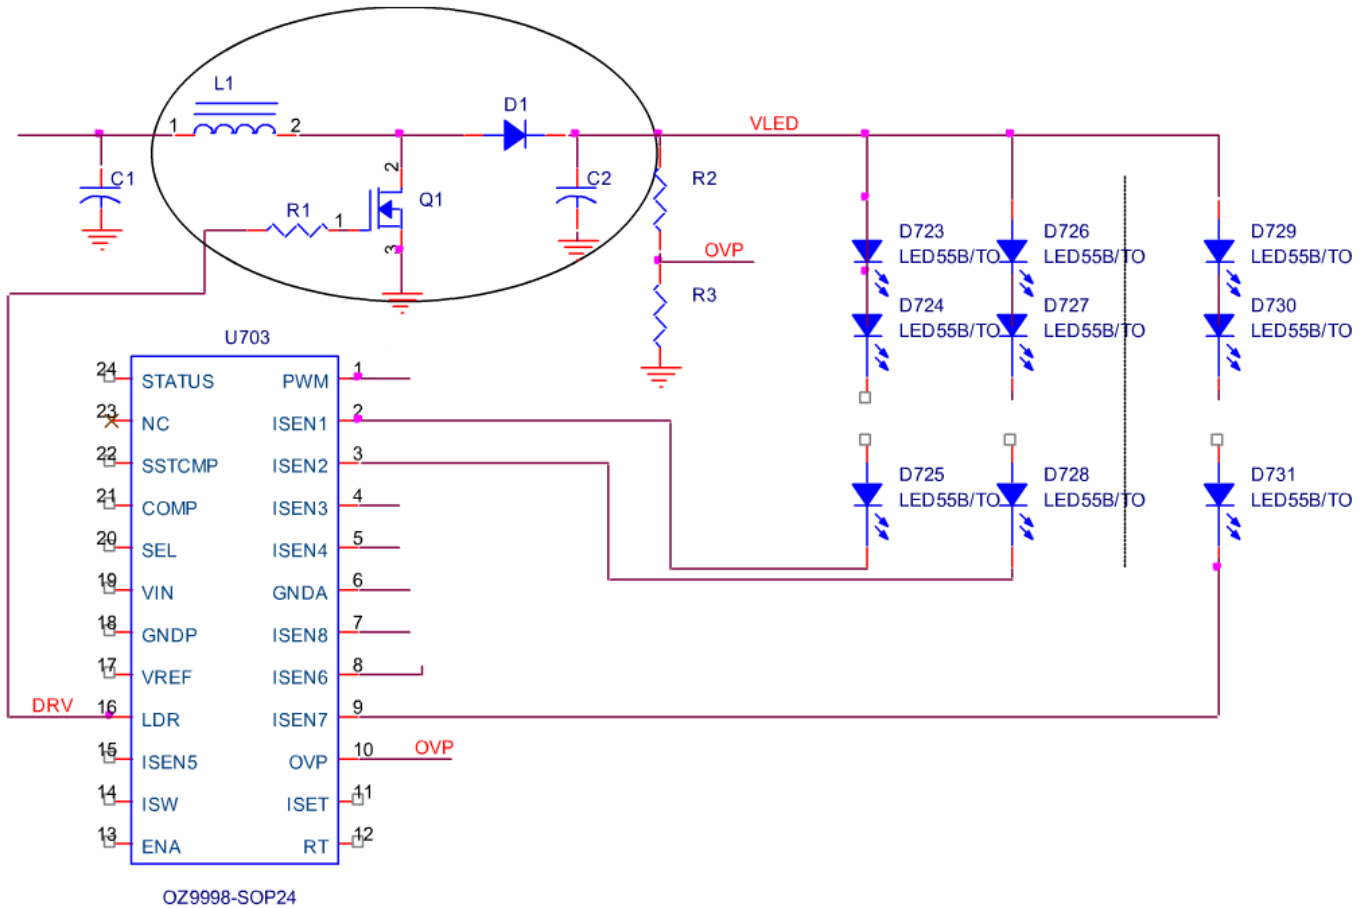 L1
1
2
D1
VLED
C1
2
Q1
R1
1
3
C2
R2
OVP
R3
D723
LED55B/TO
D726
LED55B/TO
D729
LED55B/TO
D724
LED55B/TO
D727
LED55B/TO
D730
LED55B/TO
D725
LED55B/TO
D728
LED55B/TO
D731
LED55B/TO
U703
24 STATUS PWM 1
23 NC ISEN1 2
22 SSTCMP ISEN2 3
21 COMP ISEN3 4
20 SEL ISEN4 5
19 VIN GNDA 6
18 GNDP ISEN8 7
17 VREF ISEN6 8
DRV 16 LDR ISEN7 9
15 ISEN5 OVP 10 OVP
14 ISW ISET 11
13 ENA RT 12
OZ9998-SOP24